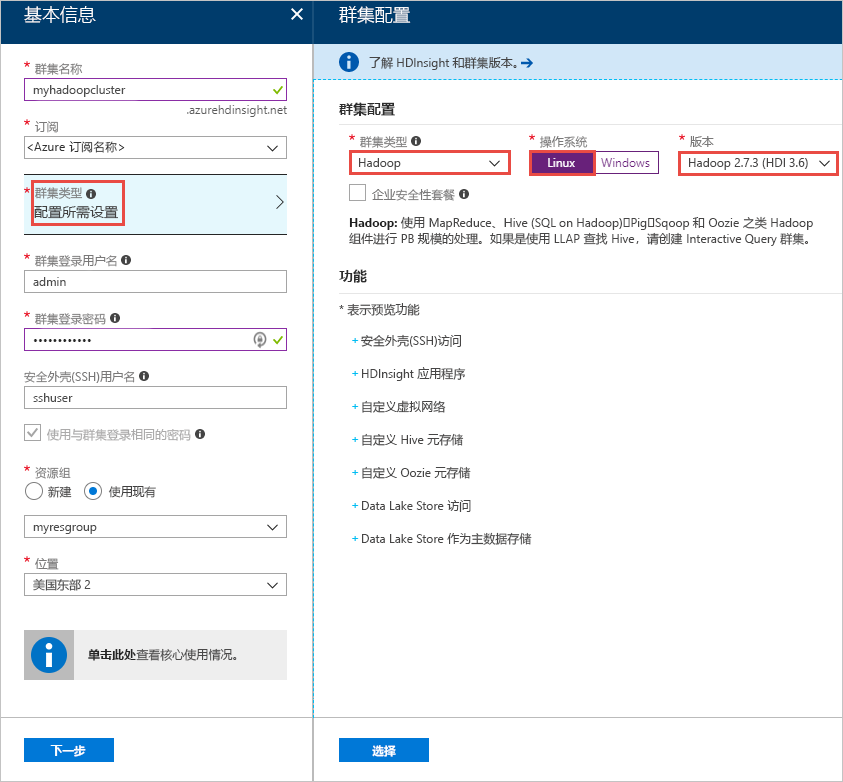 基本信息
* 群集名称
myhadoopcluster
.azurehdinsight.net
* 订阅
<Azure 订阅名称>
* 群集类型
配置所需设置
* 群集登录用户名
admin
* 群集登录密码
••••••••••••
安全外壳(SSH)用户名
sshuser
使用与群集登录相同的密码
* 资源组
新建 使用现有
myresgroup
* 位置
美国东部 2
单击此处查看核心使用情况。
下一步
群集配置
了解 HDInsight 和群集版本。→
群集配置
* 群集类型 * 操作系统 * 版本
Hadoop Linux Windows Hadoop 2.7.3 (HDI 3.6)
企业安全性套餐
Hadoop: 使用 MapReduce、Hive (SQL on Hadoop)▯Pig▯Sqoop 和 Oozie 之类 Hadoop
组件进行 PB 规模的处理。如果是使用 LLAP 查找 Hive，请创建 Interactive Query 群集。
功能
* 表示预览功能
+ 安全外壳(SSH)访问
+ HDInsight 应用程序
+ 自定义虚拟网络
+ 自定义 Hive 元存储
+ 自定义 Oozie 元存储
+ Data Lake Store 访问
+ Data Lake Store 作为主数据存储
选择